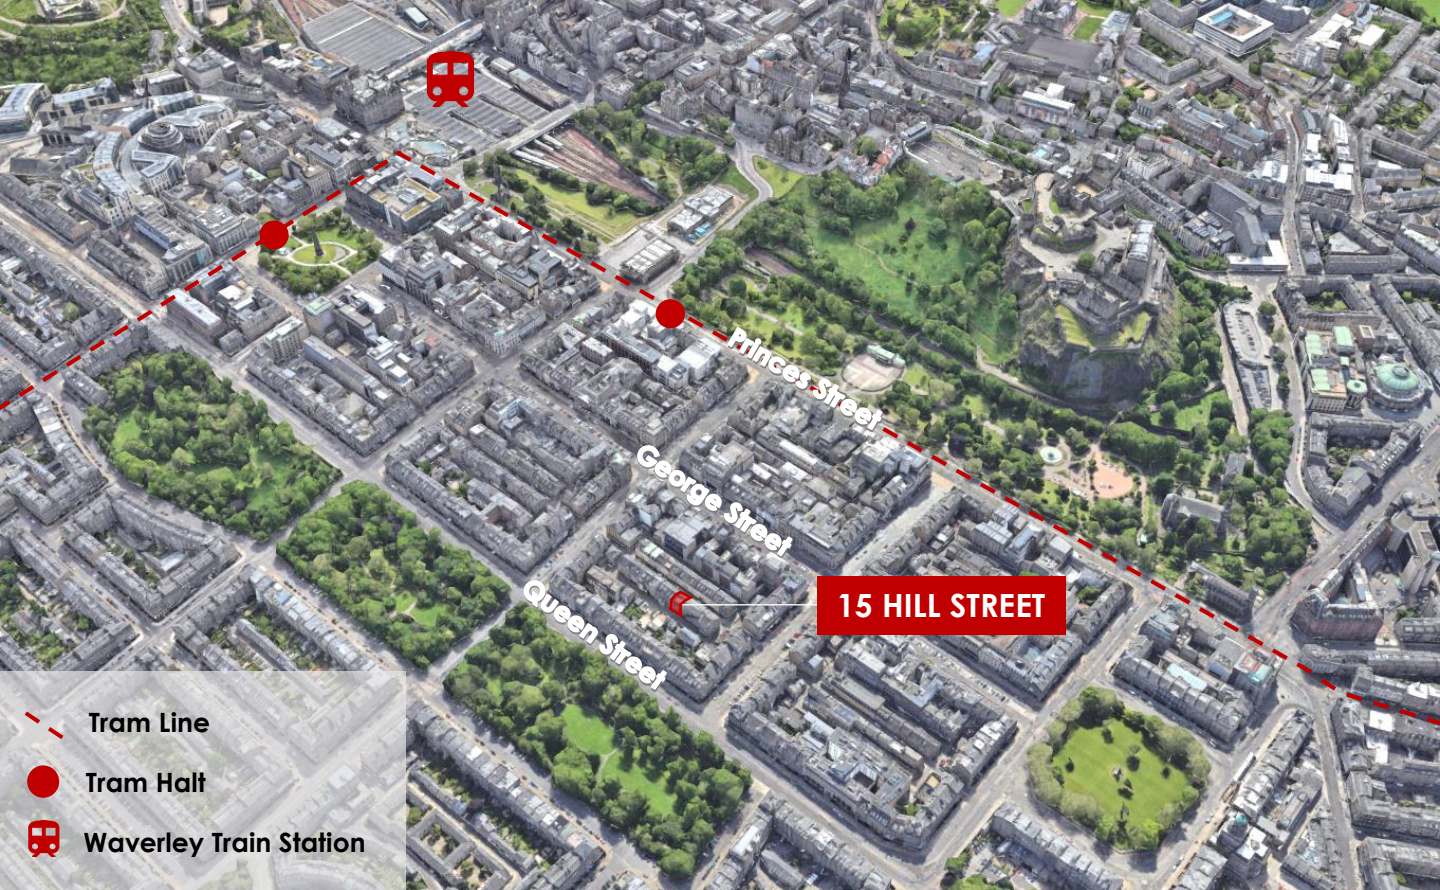 Princes Street
George Street
Queen Street
15 HILL STREET
Tram Line
Tram Halt
Waverley Train Station